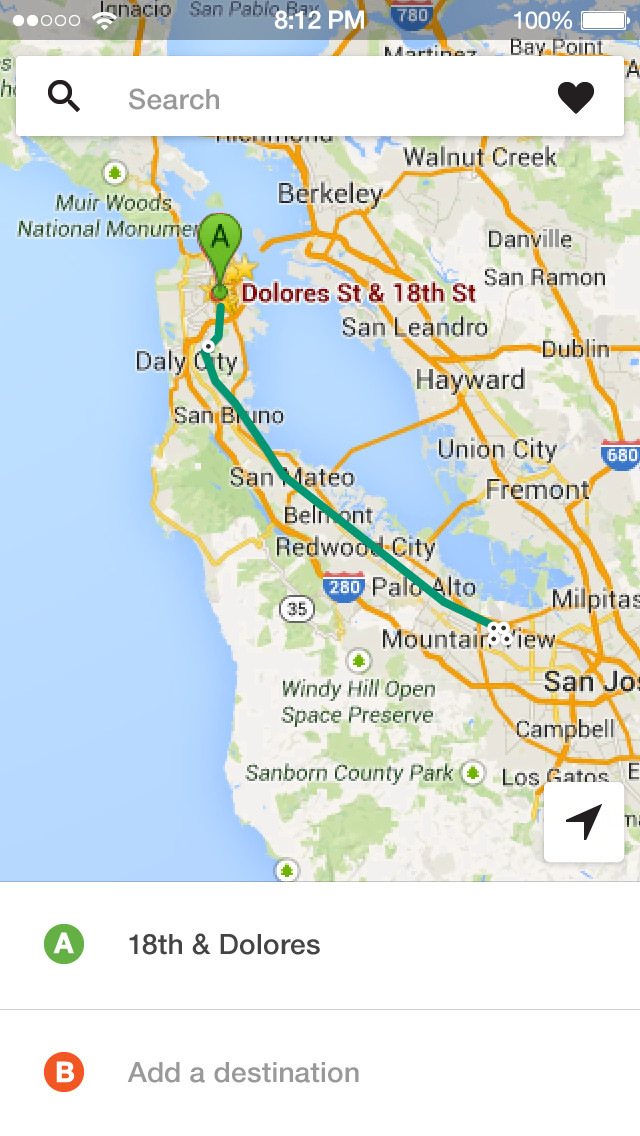 Ignacio
San Pablo Bay
8:12 PM
780
100%
Martinez
Bay Point
Search
Richmond
Walnut Creek
Muir Woods
National Monumen
Berkeley
A
Danville
San Ramon
Dolores St & 18th St
San Leandro
Dublin
Daly City
Hayward
San Bruno
Union City
680
San Mateo
Fremont
Belmont
Redwood City
280
Palo Alto
35
Milpitas
Mountain View
San Jos
Windy Hill Open
Space Preserve
Campbell
Sanborn County Park
Los Gatos
A
18th & Dolores
B
Add a destination